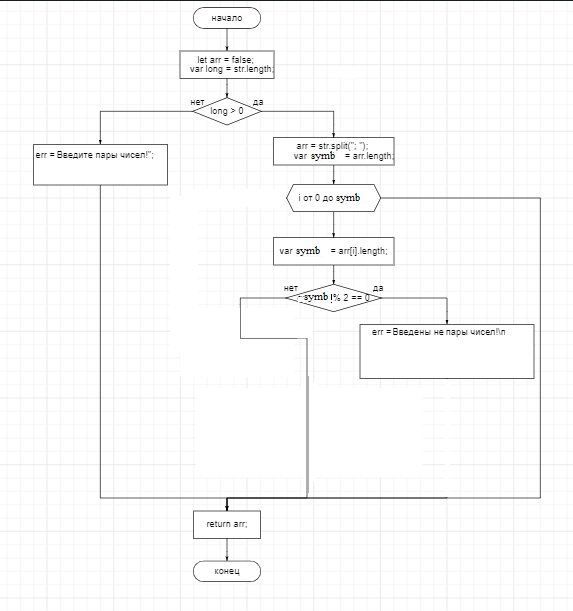 начало
let arr = false;
var long = str.length;
нет
да
long > 0
err = Введите пары чисел!";
arr = str.split("; ");
var symb = arr.length;
i от 0 до symb
var symb = arr[i].length;
нет
да
symb !% 2 == 0
err = Введены не пары чисел!\n
return arr;
конец